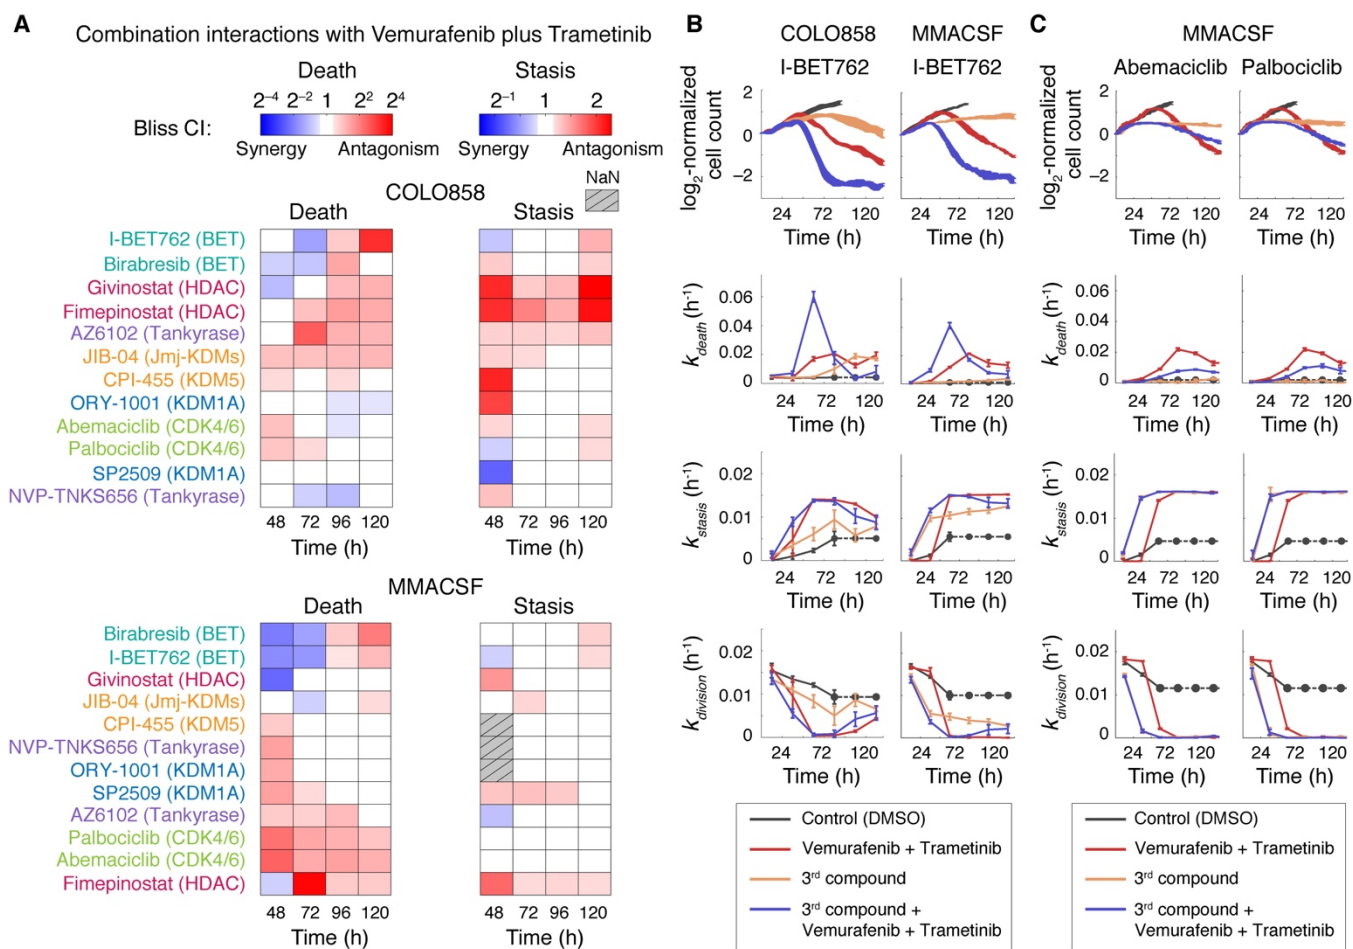 A
Combination interactions with Vemurafenib plus Trametinib
Death
Stasis
2⁻⁴ 2⁻² 1 2² 2⁴
2⁻¹ 1 2
Bliss CI:
Synergy Antagonism
Synergy Antagonism
NaN
COLO858
Death
Stasis
I-BET762 (BET)
Birabresib (BET)
Givinostat (HDAC)
Fimepinostat (HDAC)
AZ6102 (Tankyrase)
JIB-04 (Jmj-KDMs)
CPI-455 (KDM5)
ORY-1001 (KDM1A)
Abemaciclib (CDK4/6)
Palbociclib (CDK4/6)
SP2509 (KDM1A)
NVP-TNKS656 (Tankyrase)
48 72 96 120
Time (h)
48 72 96 120
Time (h)
MMACSF
Death
Stasis
Birabresib (BET)
I-BET762 (BET)
Givinostat (HDAC)
JIB-04 (Jmj-KDMs)
CPI-455 (KDM5)
NVP-TNKS656 (Tankyrase)
ORY-1001 (KDM1A)
SP2509 (KDM1A)
AZ6102 (Tankyrase)
Palbociclib (CDK4/6)
Abemaciclib (CDK4/6)
Fimepinostat (HDAC)
48 72 96 120
Time (h)
48 72 96 120
Time (h)
B
COLO858
I-BET762
MMACSF
I-BET762
log₂-normalized
cell count
2
0
−2
24 72 120
Time (h)
24 72 120
Time (h)
k death (h⁻¹)
0.06
0.04
0.02
0
24 72 120
Time (h)
24 72 120
Time (h)
k stasis (h⁻¹)
0.02
0.01
0
24 72 120
Time (h)
24 72 120
Time (h)
k division (h⁻¹)
0.02
0.01
0
24 72 120
Time (h)
24 72 120
Time (h)
Control (DMSO)
Vemurafenib + Trametinib
3rd compound
3rd compound +
Vemurafenib + Trametinib
C
MMACSF
Abemaciclib
Palbociclib
log₂-normalized
cell count
2
0
−2
24 72 120
Time (h)
24 72 120
Time (h)
k death (h⁻¹)
0.06
0.04
0.02
0
24 72 120
Time (h)
24 72 120
Time (h)
k stasis (h⁻¹)
0.02
0.01
0
24 72 120
Time (h)
24 72 120
Time (h)
k division (h⁻¹)
0.02
0.01
0
24 72 120
Time (h)
24 72 120
Time (h)
Control (DMSO)
Vemurafenib + Trametinib
3rd compound
3rd compound +
Vemurafenib + Trametinib